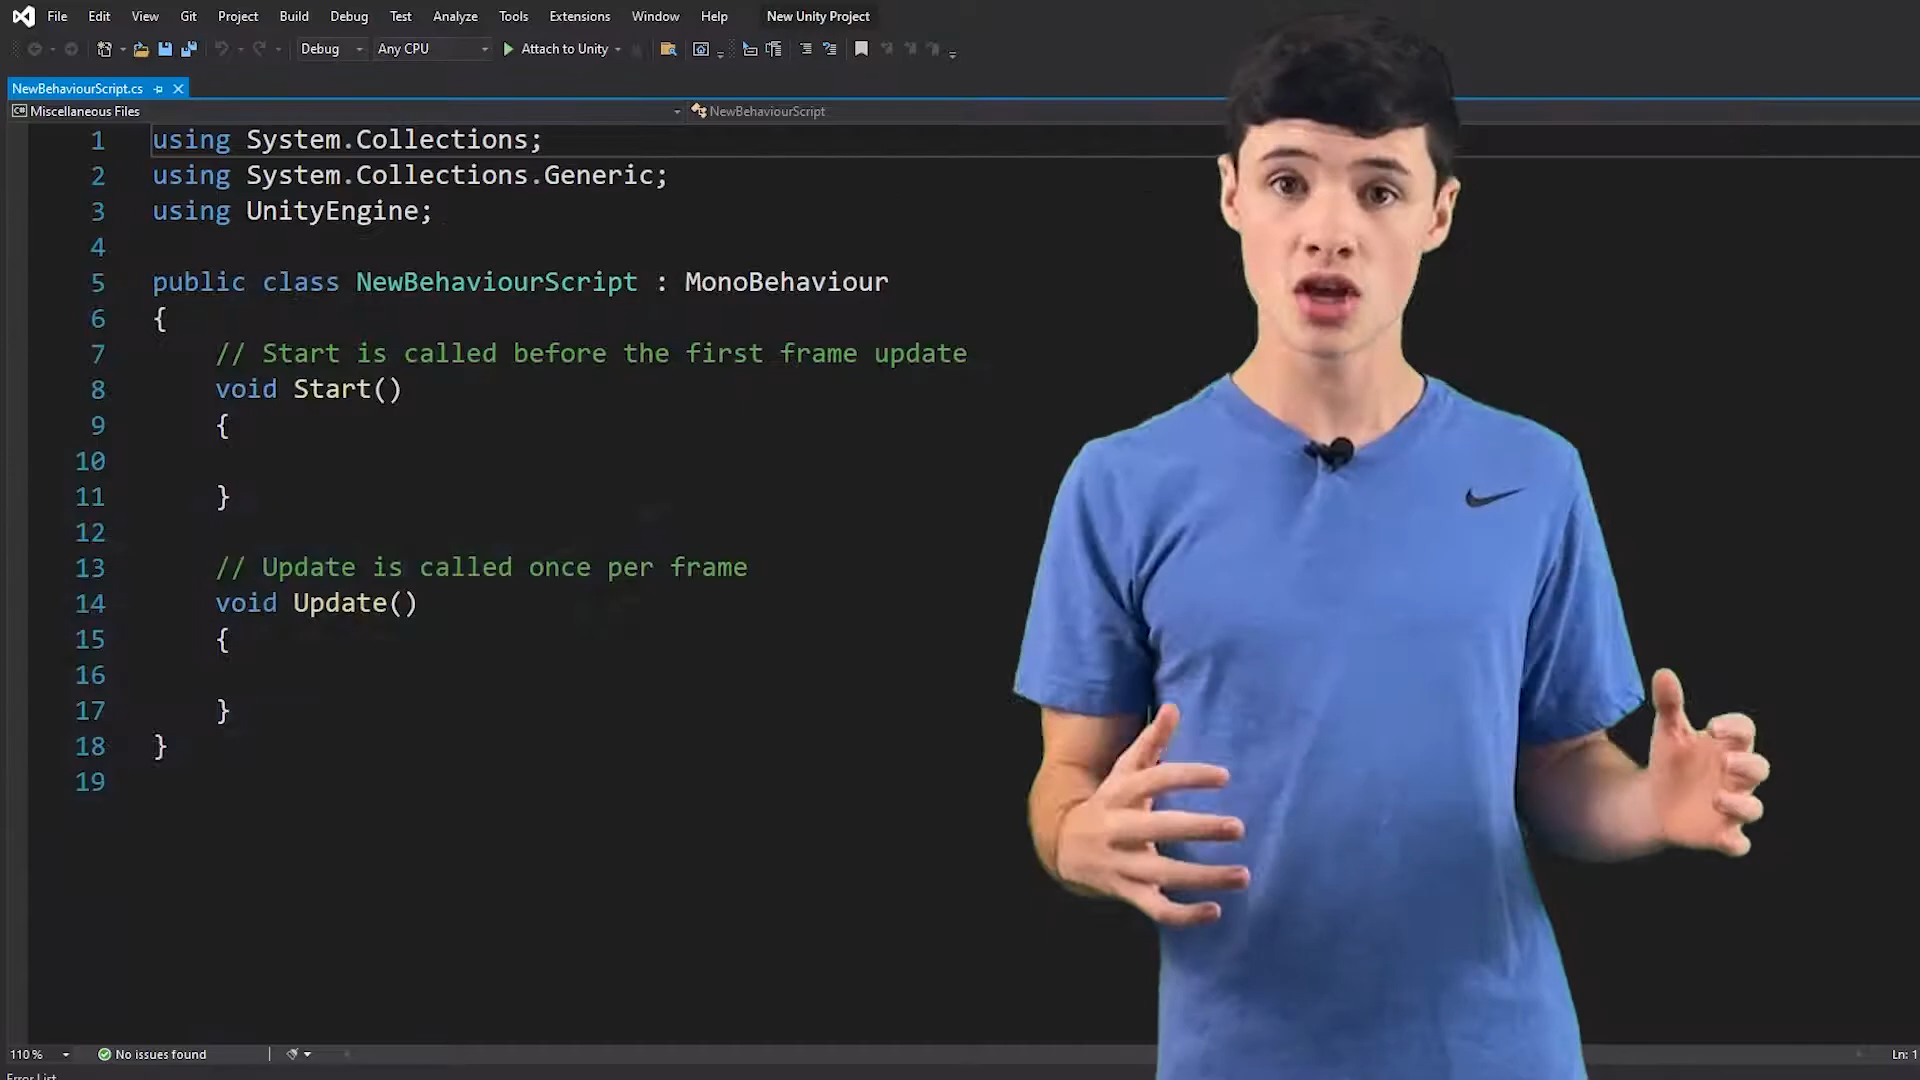 File Edit View Git Project Build Debug Test Analyze Tools Extensions Window Help New Unity Project
Debug Any CPU Attach to Unity
NewBehaviourScript.cs
C# Miscellaneous Files NewBehaviourScript
1 using System.Collections;
2 using System.Collections.Generic;
3 using UnityEngine;
4
5 public class NewBehaviourScript : MonoBehaviour
6 {
7 // Start is called before the first frame update
8 void Start()
9 {
10
11 }
12
13 // Update is called once per frame
14 void Update()
15 {
16
17 }
18 }
19
110 % No issues found Ln: 1
Error List